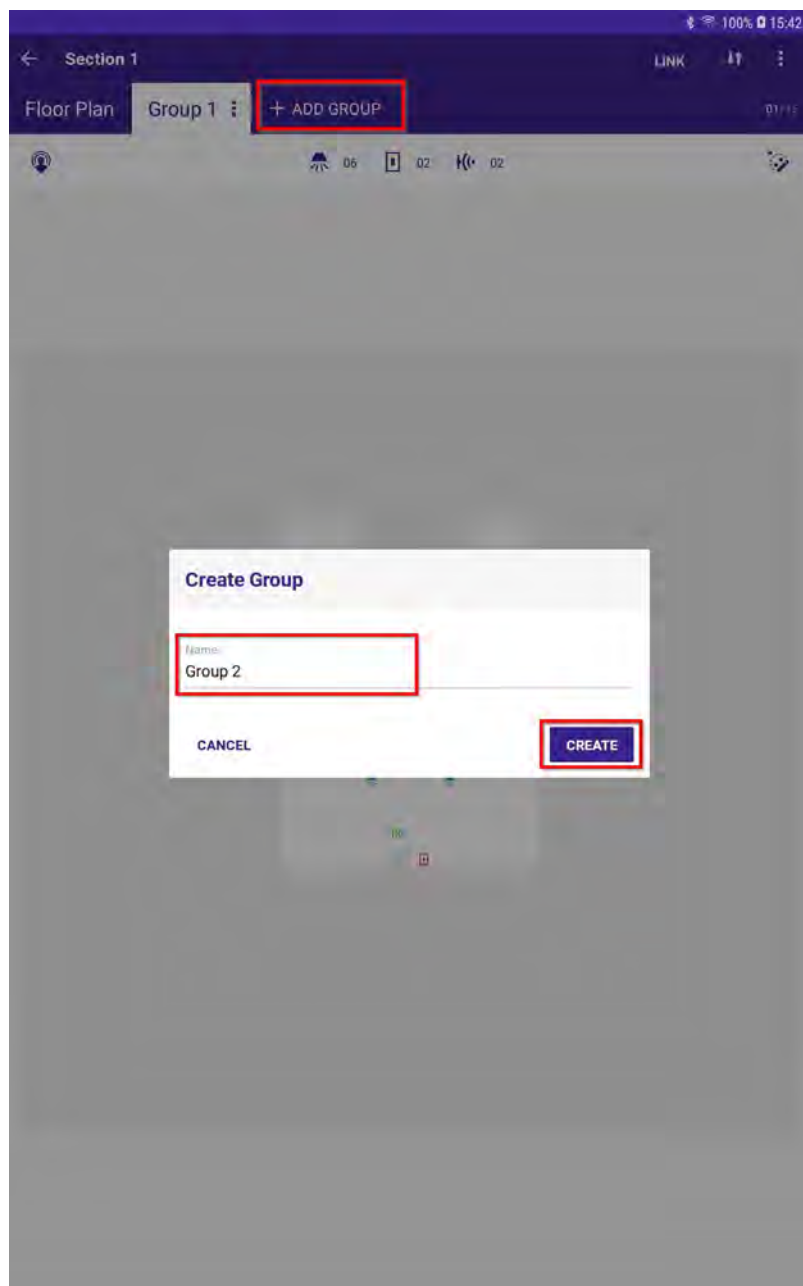 100% 15:42
Section 1 LINK
Floor Plan Group 1 + ADD GROUP
06 02 02
Create Group
Name
Group 2
CANCEL CREATE